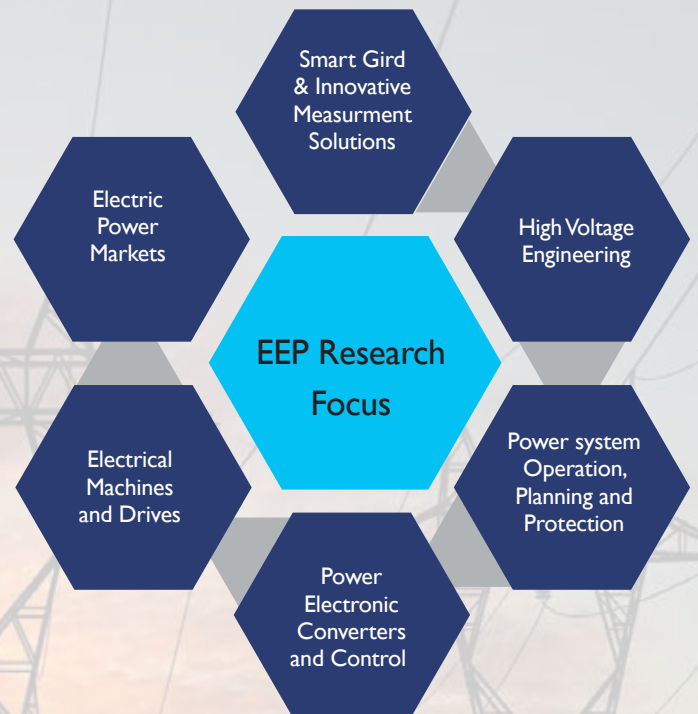 Smart Gird
& Innovative
Measurment
Solutions
High Voltage
Engineering
Power system
Operation,
Planning and
Protection
Power
Electronic
Converters
and Control
Electrical
Machines
and Drives
Electric
Power
Markets
EEP Research
Focus